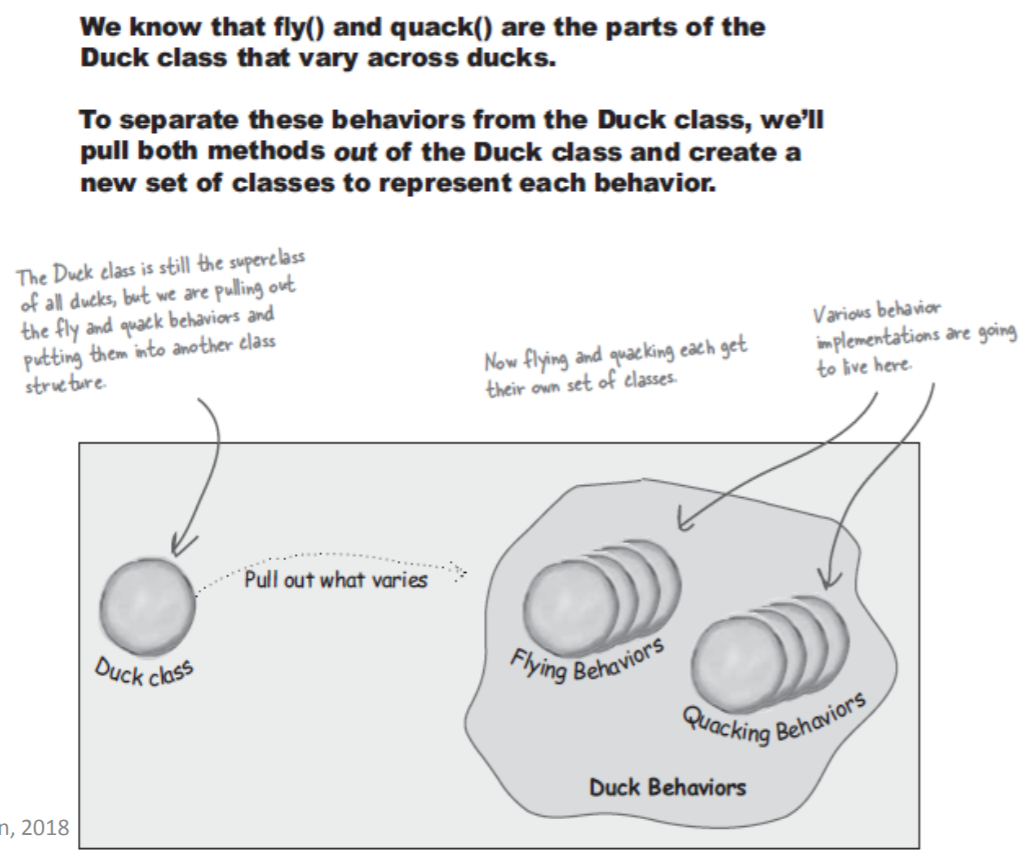 We know that fly() and quack() are the parts of the
Duck class that vary across ducks.
To separate these behaviors from the Duck class, we'll
pull both methods out of the Duck class and create a
new set of classes to represent each behavior.
The Duck class is still the superclass
of all ducks, but we are pulling out
the fly and quack behaviors and
putting them into another class
structure.
Now flying and quacking each get
their own set of classes.
Various behavior
implementations are going
to live here.
Pull out what varies
Duck class
Flying Behaviors
Quacking Behaviors
Duck Behaviors
n, 2018